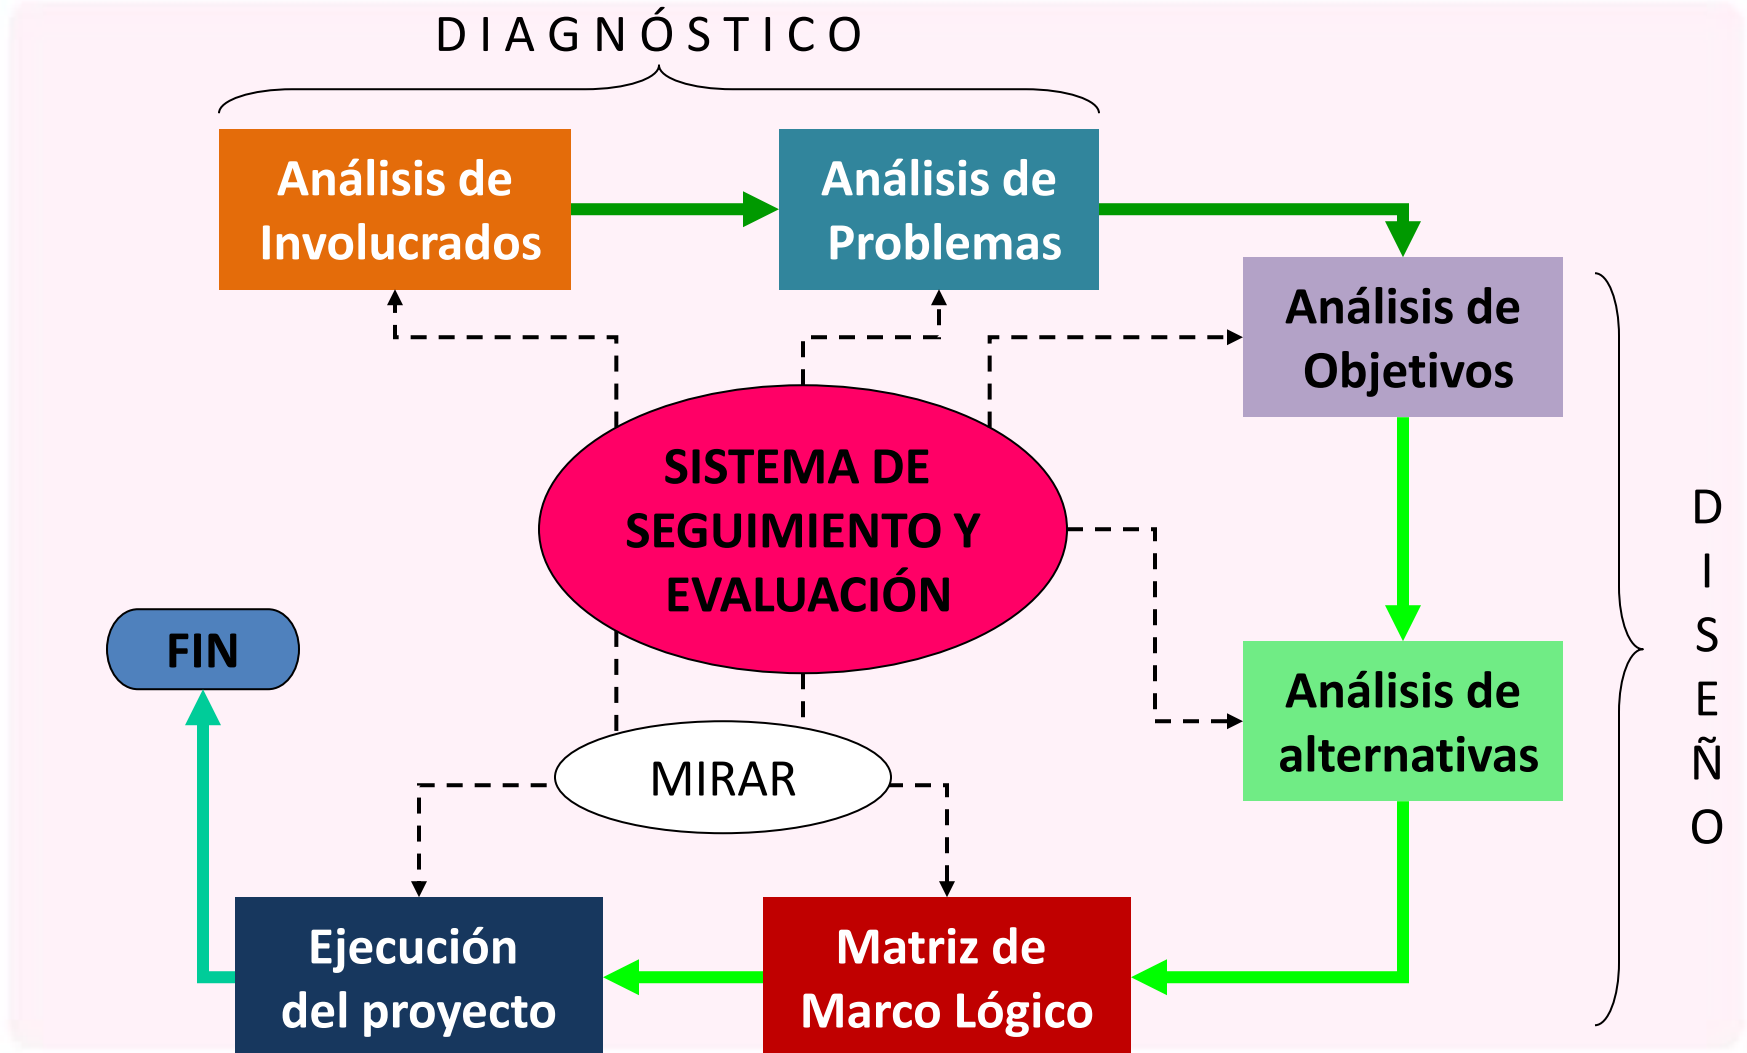 DIAGNÓSTICO
Análisis de
Involucrados
Análisis de
Problemas
Análisis de
Objetivos
SISTEMA DE
SEGUIMIENTO Y
EVALUACIÓN
D
I
S
E
Ñ
O
FIN
Análisis de
alternativas
MIRAR
Ejecución
del proyecto
Matriz de
Marco Lógico